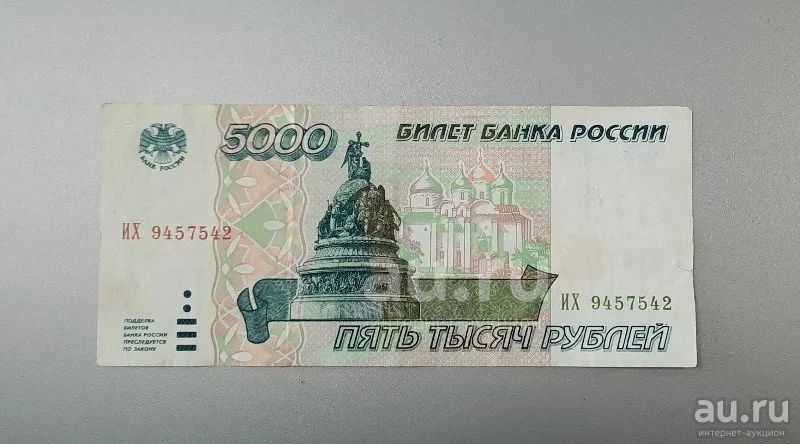 5000
БИЛЕТ БАНКА РОССИИ
БАНК РОССИИ
ИХ 9457542
ИХ 9457542
ПОДДЕЛКА
БИЛЕТОВ
БАНКА РОССИИ
ПРЕСЛЕДУЕТСЯ
ПО ЗАКОНУ
ПЯТЬ ТЫСЯЧ РУБЛЕЙ
au.ru
au.ru
интернет-аукцион